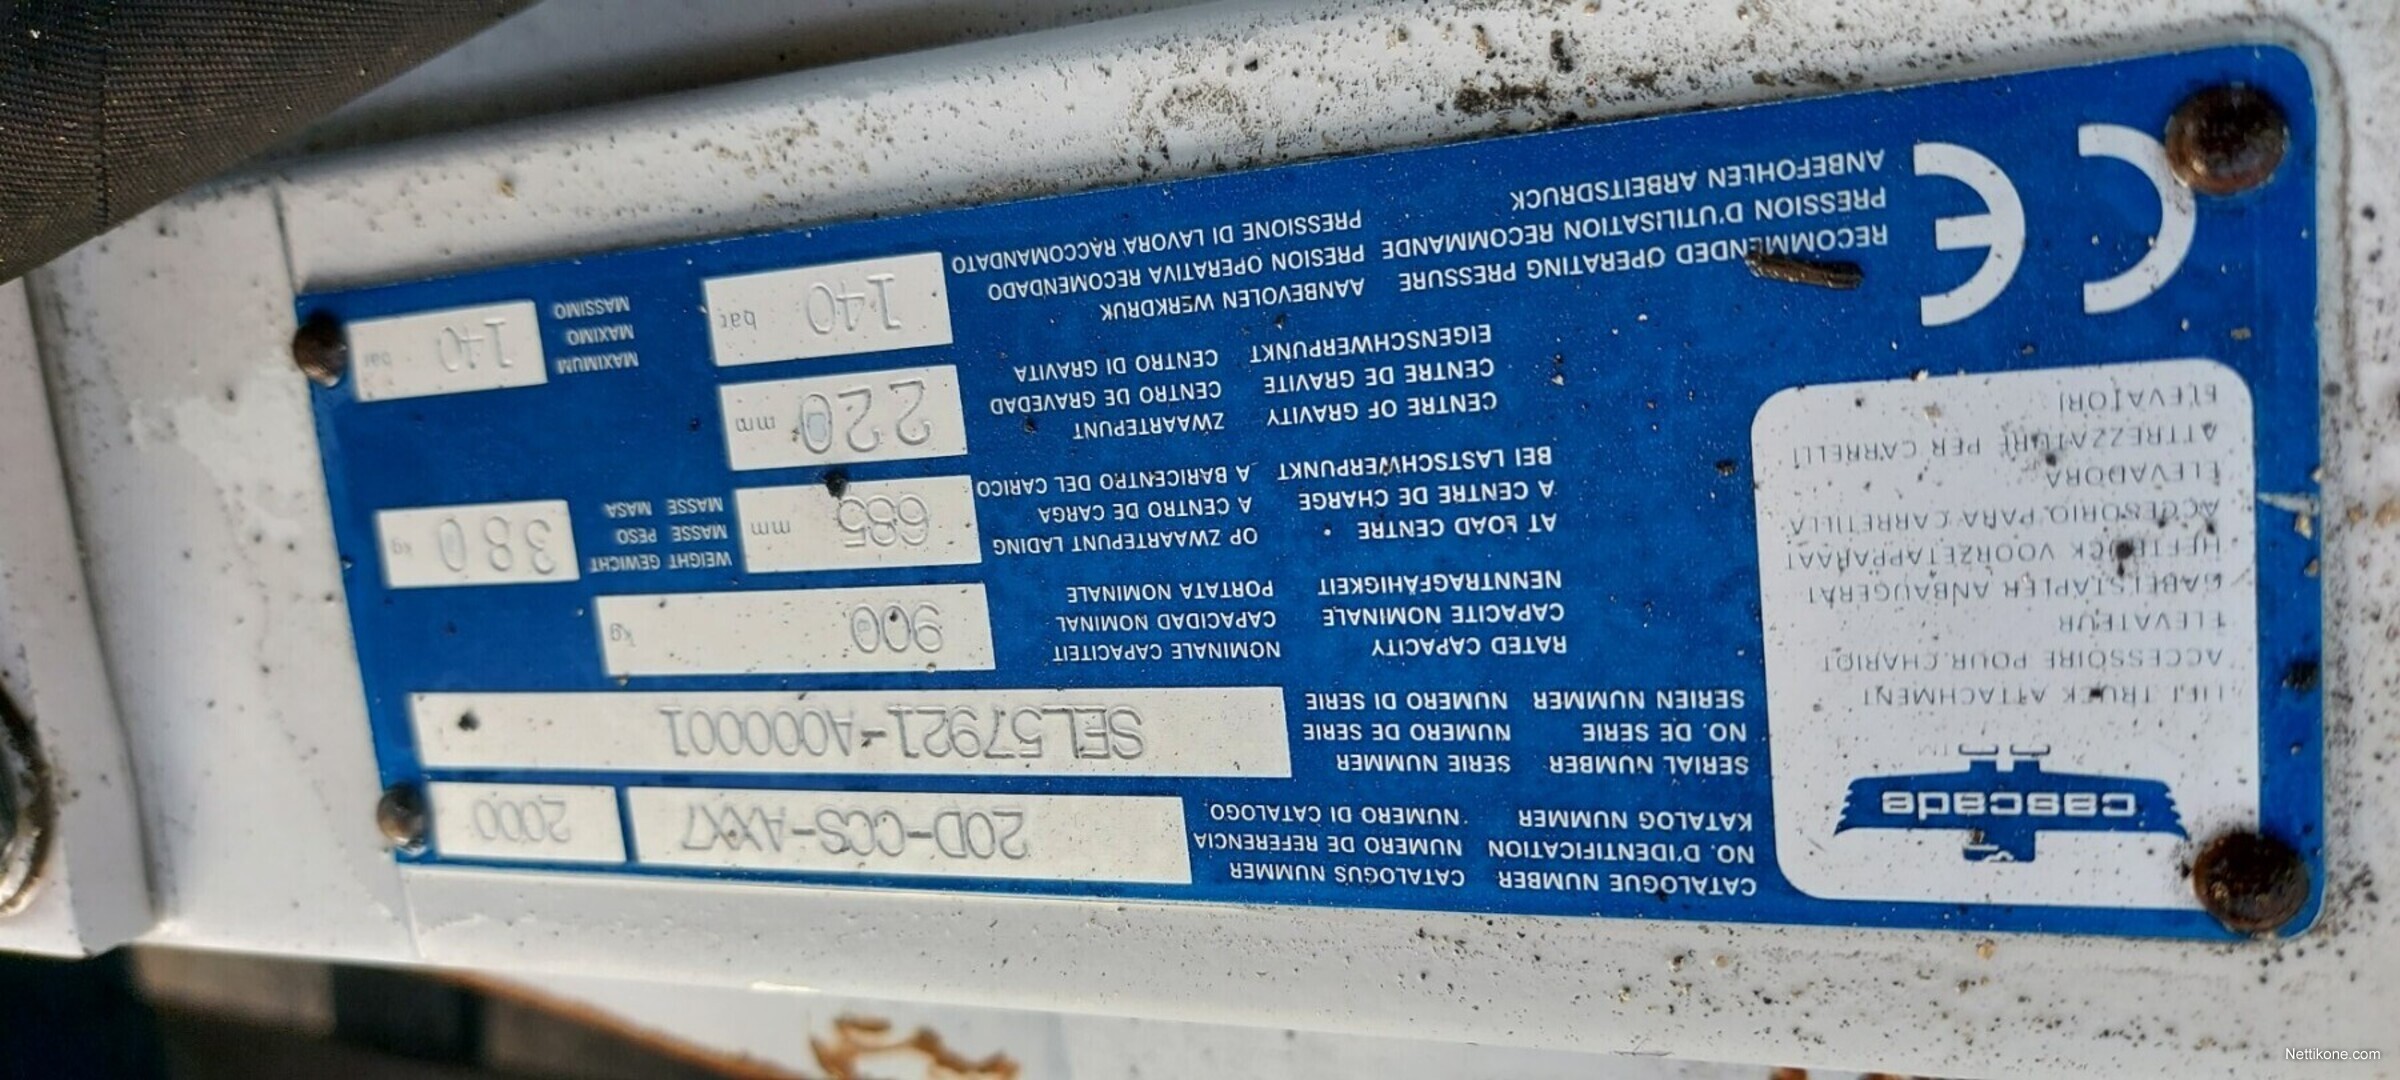 cascade
TM
LIFT TRUCK ATTACHMENT
ACCESSOIRE POUR CHARIOT
ELEVATEUR
GABELSTAPLER ANBAUGERÄT
HEFTRUCK VOORZETAPPARAAT
ACCESORIO PARA CARRETILLA
ELEVADORA
ATTREZZATURE PER CARRELLI
ELEVATORI
CE
CATALOGUE NUMBER CATALOGUS NUMMER
NO. D'IDENTIFICATION NUMERO DE REFERENCIA
KATALOG NUMMER NUMERO DI CATALOGO
20D-CCS-AXX7 2000
SERIAL NUMBER SERIE NUMMER
NO. DE SERIE NUMERO DE SERIE
SERIEN NUMMER NUMERO DI SERIE
SEL57921-A000001
RATED CAPACITY NOMINALE CAPACITEIT
CAPACITE NOMINALE CAPACIDAD NOMINAL
NENNTRAGFÄHIGKEIT PORTATA NOMINALE
900 kg
AT LOAD CENTRE OP ZWAARTEPUNT LADING
A CENTRE DE CHARGE A CENTRO DE CARGA
BEI LASTSCHWERPUNKT A BARICENTRO DEL CARICO
685 mm
WEIGHT GEWICHT
MASSE PESO
MASSE MASA
380 kg
CENTRE OF GRAVITY ZWAARTEPUNT
CENTRE DE GRAVITE CENTRO DE GRAVEDAD
EIGENSCHWERPUNKT CENTRO DI GRAVITA
220 mm
RECOMMENDED OPERATING PRESSURE AANBEVOLEN WERKDRUK
PRESSION D'UTILISATION RECOMMANDE PRESION OPERATIVA RECOMENDADO
ANBEFOHLEN ARBEITSDRUCK PRESSIONE DI LAVORA RACCOMANDATO
140 bar
MAXIMUM
MAXIMO
MASSIMO
140 bar
Nettikone.com